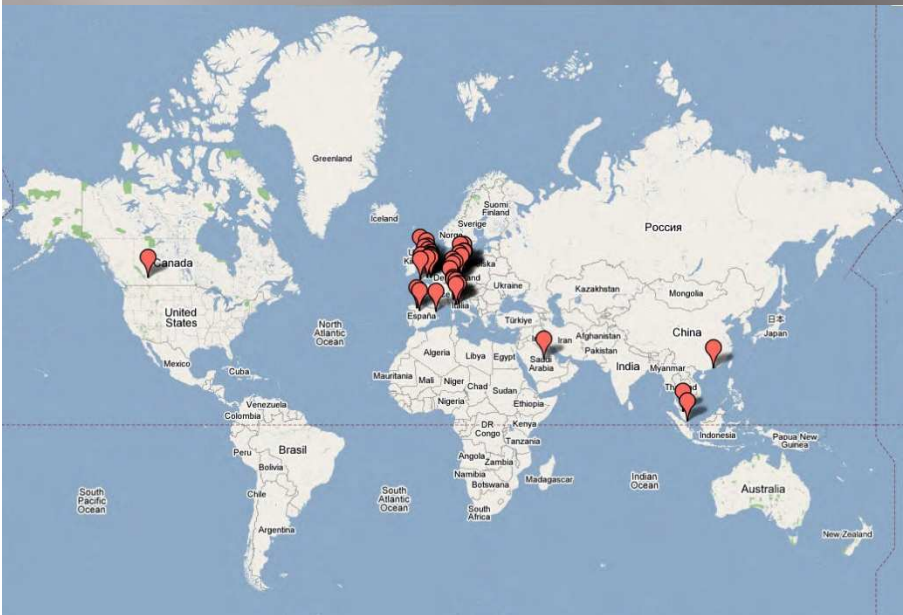 Greenland
Iceland
Suomi
Finland
Sverige
Norge
Россия
Canada
Ukraine
Kazakhstan
Mongolia
United
States
España
Italia
Türkiye
日本
Japan
North
Atlantic
Ocean
China
Afghanistan
Iran
Pakistan
Algeria
Libya
Egypt
Saudi
Arabia
India
Myanmar
Mexico
Cuba
Mauritania
Mali
Niger
Chad
Sudan
Nigeria
Ethiopia
Venezuela
Colombia
DR
Congo
Kenya
Tanzania
Indonesia
Papua New
Guinea
Peru
Brasil
Bolivia
Angola
Zambia
Namibia
Botswana
Madagascar
Indian
Ocean
Chile
South
Pacific
Ocean
South
Atlantic
Ocean
South
Africa
Australia
Argentina
New Zealand